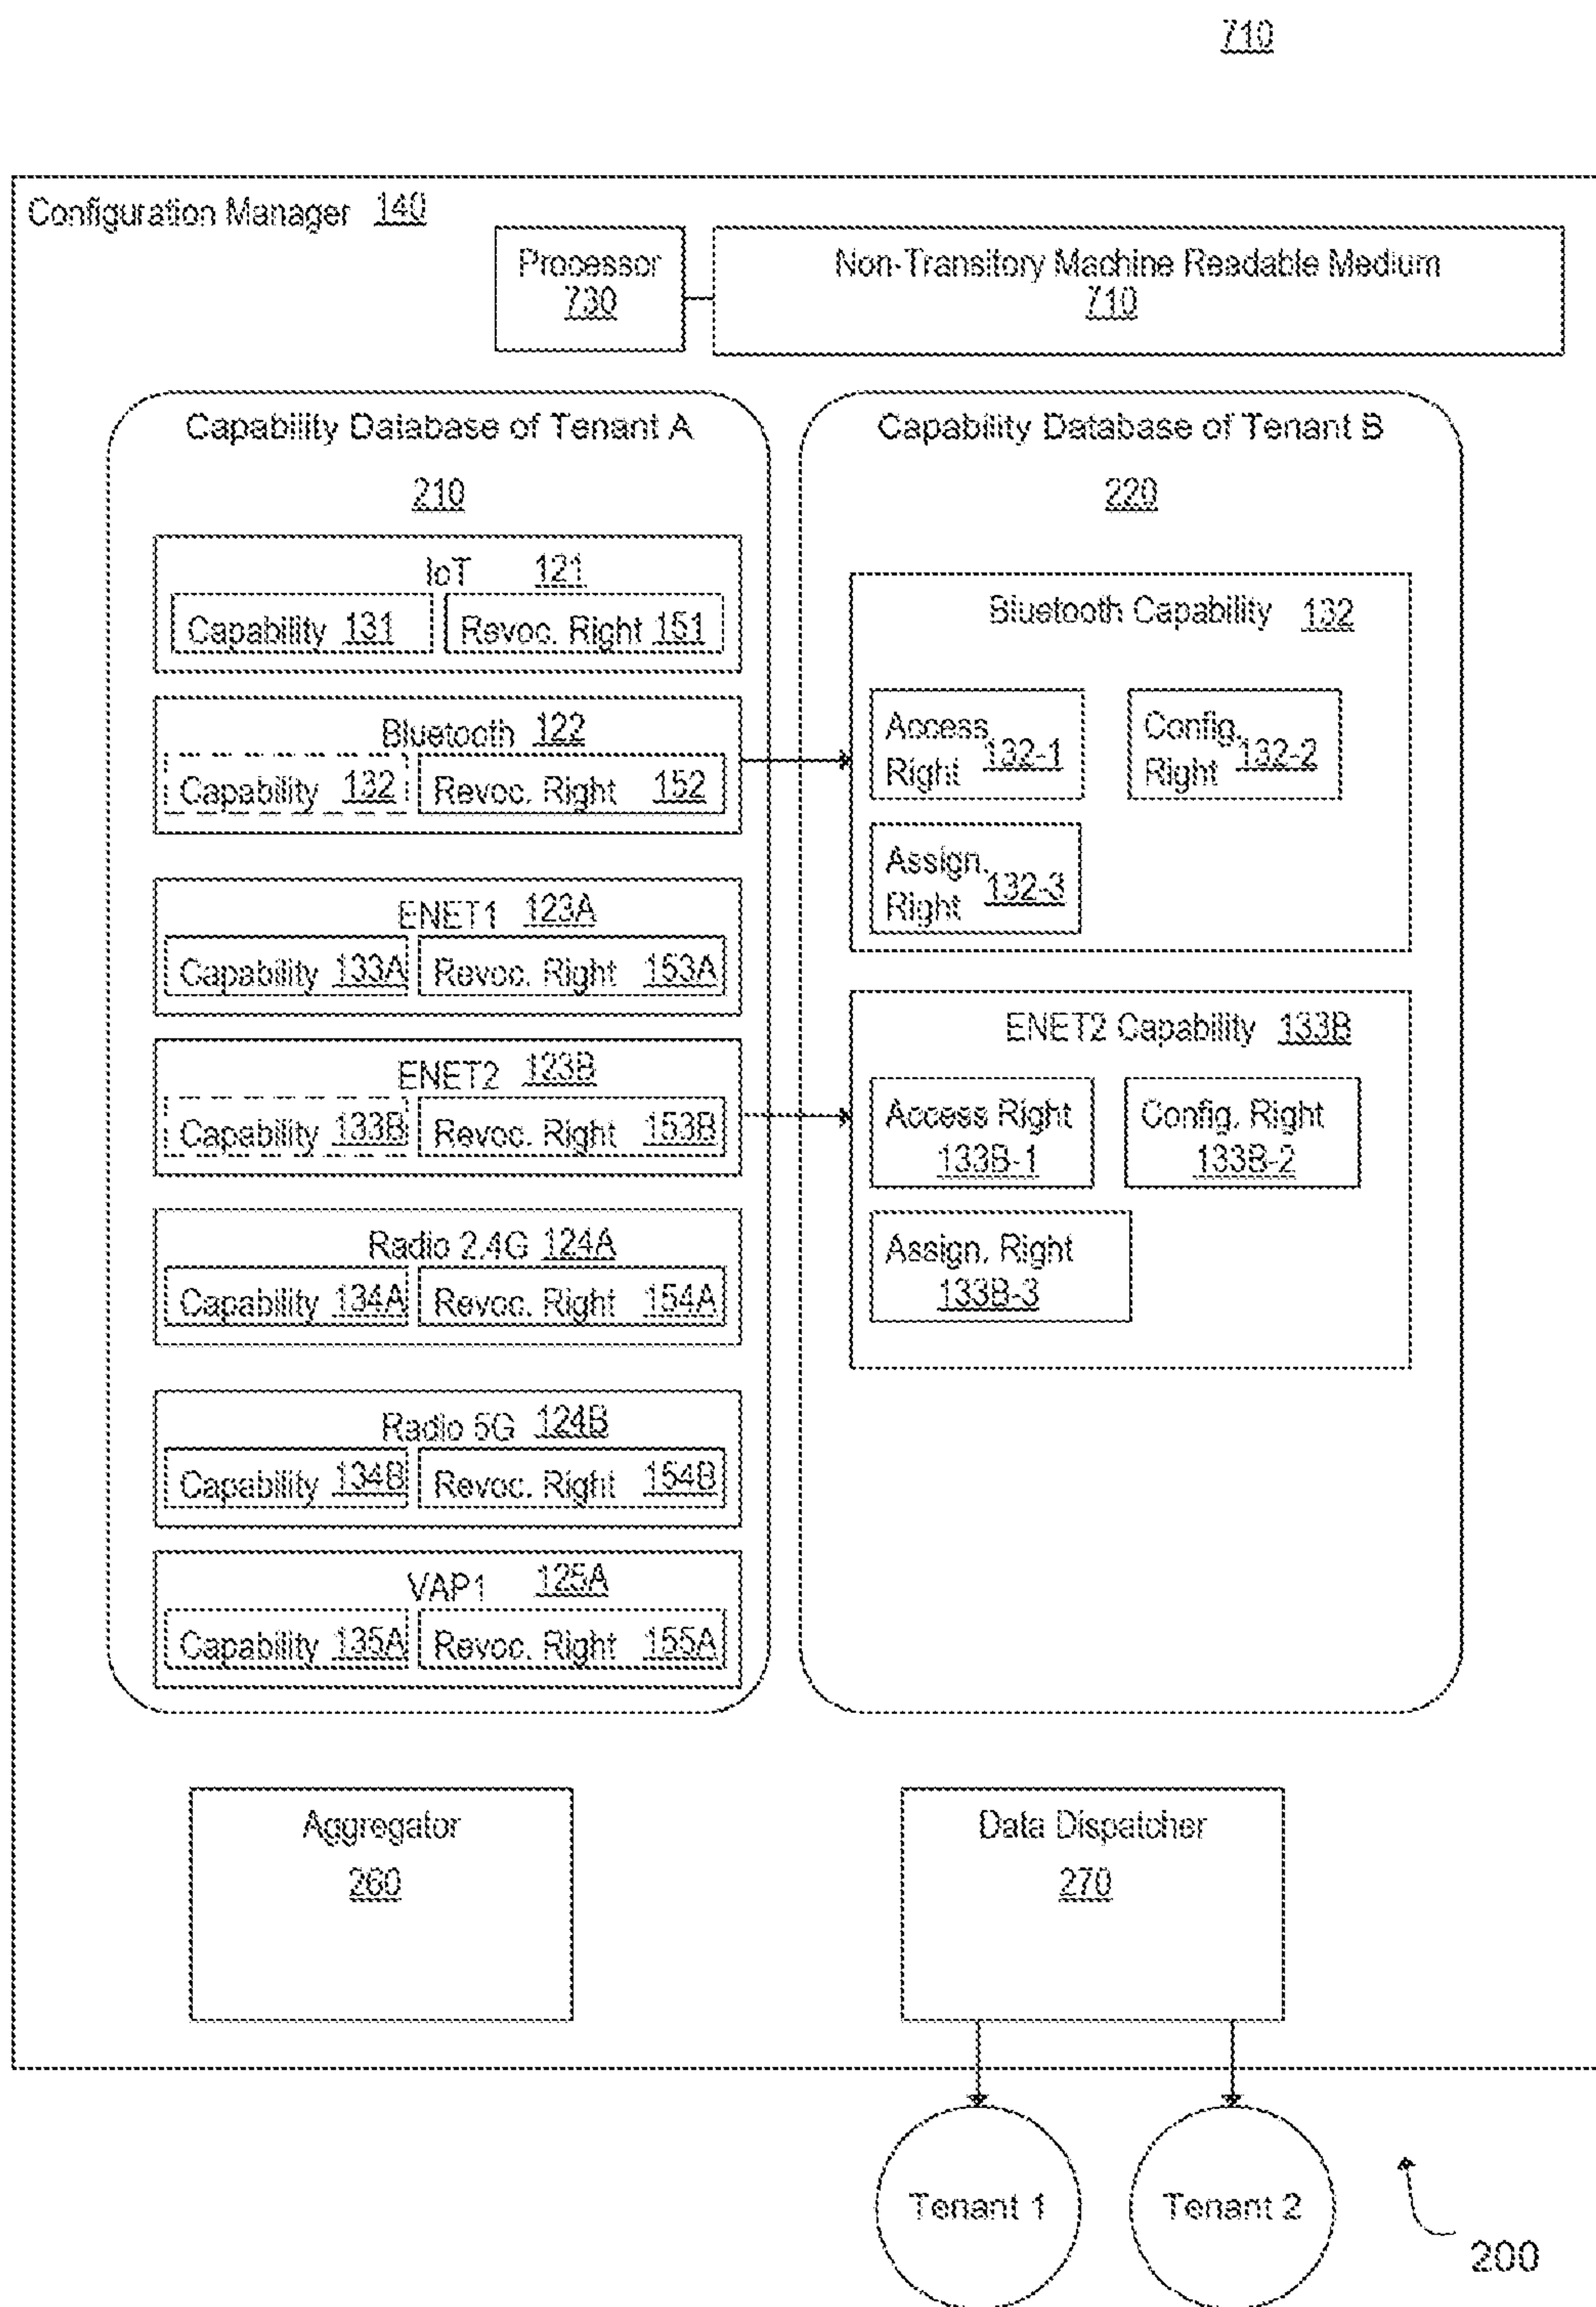 710
Configuration Manager 140
Processor
730
Non-Transitory Machine Readable Medium
710
Capability Database of Tenant A
210
IoT 121
Capability 131 Revoc. Right 151
Bluetooth 122
Capability 132 Revoc. Right 152
ENET1 123A
Capability 133A Revoc. Right 153A
ENET2 123B
Capability 133B Revoc. Right 153B
Radio 2.4G 124A
Capability 134A Revoc. Right 154A
Radio 5G 124B
Capability 134B Revoc. Right 154B
VAP1 125A
Capability 135A Revoc. Right 155A
Capability Database of Tenant B
220
Bluetooth Capability 132
Access
Right 132-1
Config.
Right 132-2
Assign.
Right 132-3
ENET2 Capability 133B
Access Right
133B-1
Config. Right
133B-2
Assign. Right
133B-3
Aggregator
260
Data Dispatcher
270
Tenant 1
Tenant 2
200